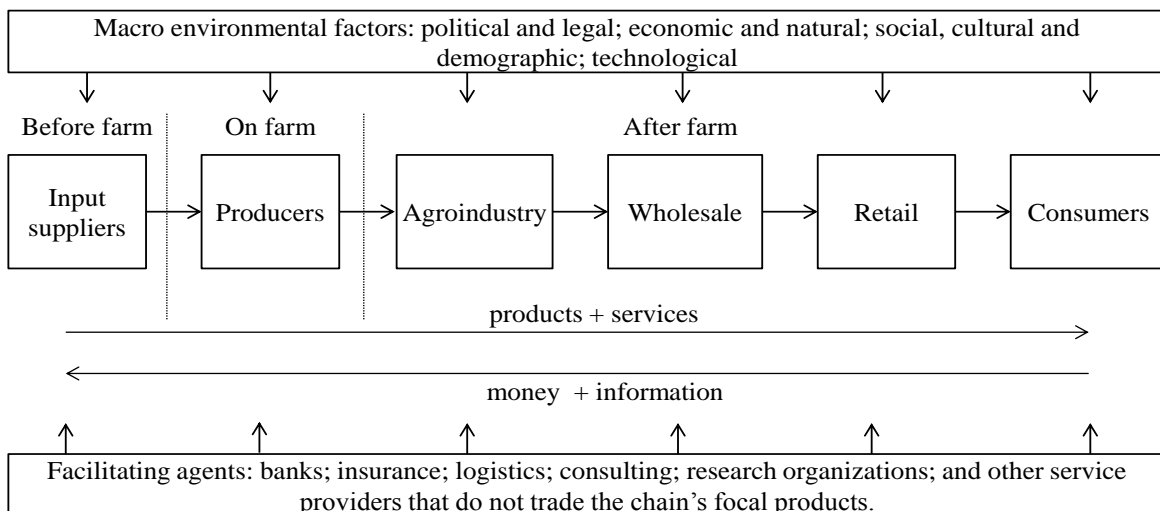 Macro environmental factors: political and legal; economic and natural; social, cultural and
demographic; technological
Before farm
On farm
After farm
Input
suppliers
Producers
Agroindustry
Wholesale
Retail
Consumers
products + services
money + information
Facilitating agents: banks; insurance; logistics; consulting; research organizations; and other service
providers that do not trade the chain's focal products.